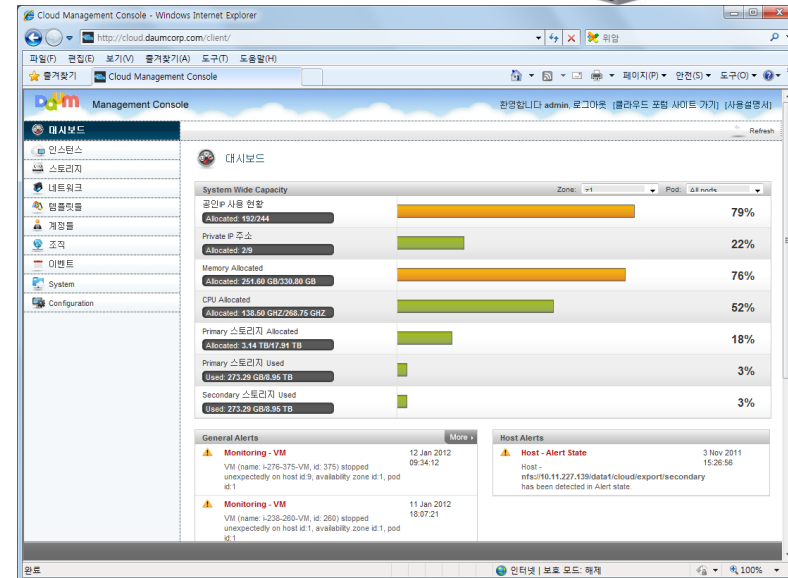 Cloud Management Console - Windows Internet Explorer
http://cloud.daumcorp.com/client/
위암
파일(F) 편집(E) 보기(V) 즐겨찾기(A) 도구(T) 도움말(H)
즐겨찾기 Cloud Management Console
페이지(P) 안전(S) 도구(O)
Daum Management Console
환영합니다 admin, 로그아웃 [클라우드 포럼 사이트 가기] [사용설명서]
대시보드
Refresh
인스턴스
스토리지
네트워크
템플릿들
계정들
조직
이벤트
System
Configuration
대시보드
System Wide Capacity Zone: z1 Pod: All pods
공인IP 사용 현황
Allocated: 192/244
79%
Private IP 주소
Allocated: 2/9
22%
Memory Allocated
Allocated: 251.60 GB/330.80 GB
76%
CPU Allocated
Allocated: 138.50 GHZ/268.75 GHZ
52%
Primary 스토리지 Allocated
Allocated: 3.14 TB/17.91 TB
18%
Primary 스토리지 Used
Used: 273.29 GB/8.95 TB
3%
Secondary 스토리지 Used
Used: 273.29 GB/8.95 TB
3%
General Alerts More
Monitoring - VM 12 Jan 2012
09:34:12
VM (name: i-276-375-VM, id: 375) stopped
unexpectedly on host id:9, availability zone id:1, pod
id:1
Monitoring - VM 11 Jan 2012
18:07:21
VM (name: i-238-260-VM, id: 260) stopped
unexpectedly on host id:1, availability zone id:1, pod
id:1
Host Alerts
Host - Alert State 3 Nov 2011
15:26:56
Host -
nfs://10.11.227.139/data1/cloud/export/secondary
has been detected in Alert state.
완료
인터넷 | 보호 모드: 해제
100%